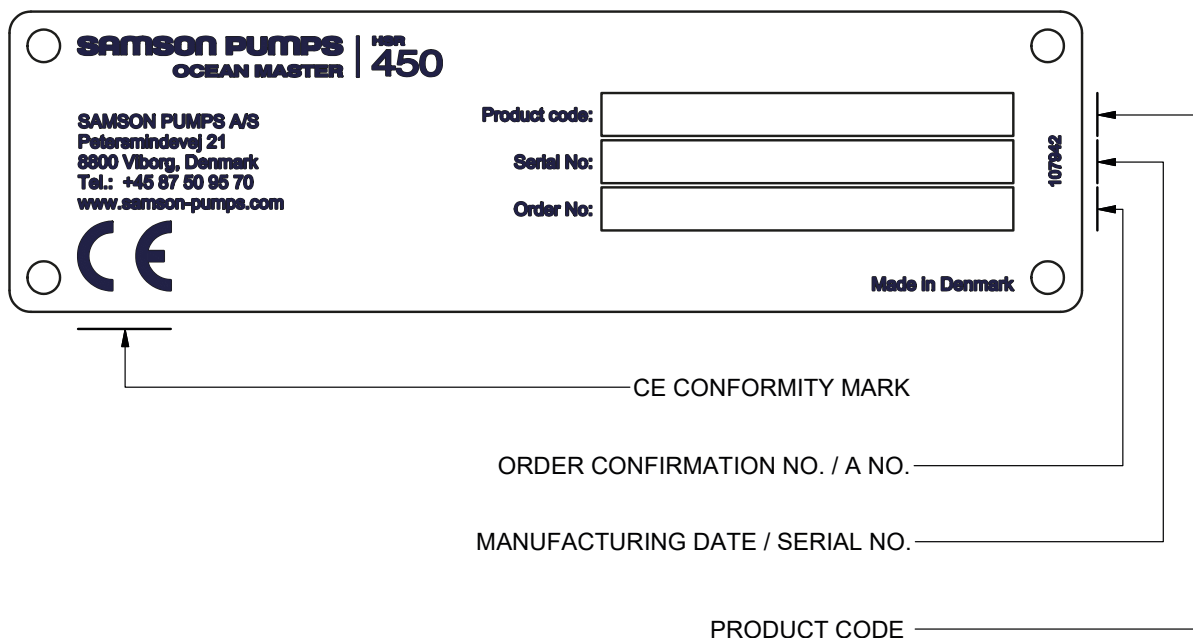 SAMSON PUMPS
OCEAN MASTER
HGR
450
SAMSON PUMPS A/S
Petersmindevej 21
8800 Viborg, Denmark
Tel.: +45 87 50 95 70
www.samson-pumps.com
CE
Product code:
Serial No:
Order No:
107942
Made in Denmark
CE CONFORMITY MARK
ORDER CONFIRMATION NO. / A NO.
MANUFACTURING DATE / SERIAL NO.
PRODUCT CODE